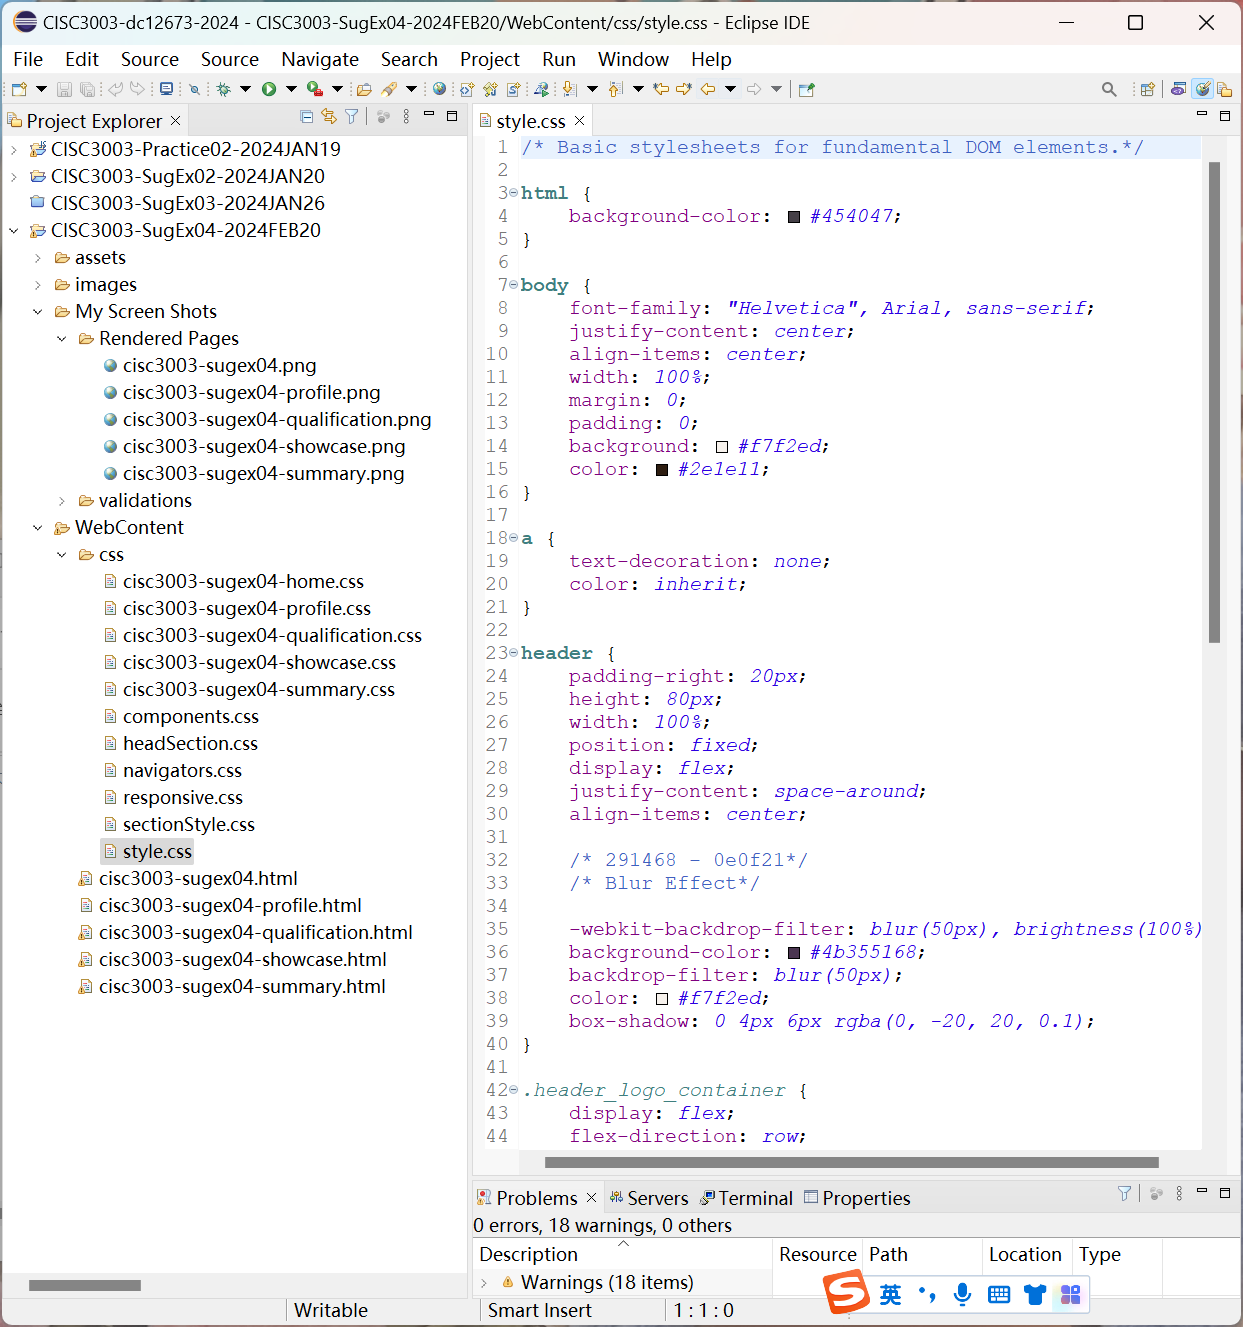 CISC3003-dc12673-2024 - CISC3003-SugEx04-2024FEB20/WebContent/css/style.css - Eclipse IDE
File Edit Source Source Navigate Search Project Run Window Help
Project Explorer
CISC3003-Practice02-2024JAN19
CISC3003-SugEx02-2024JAN20
CISC3003-SugEx03-2024JAN26
CISC3003-SugEx04-2024FEB20
assets
images
My Screen Shots
Rendered Pages
cisc3003-sugex04.png
cisc3003-sugex04-profile.png
cisc3003-sugex04-qualification.png
cisc3003-sugex04-showcase.png
cisc3003-sugex04-summary.png
validations
WebContent
css
cisc3003-sugex04-home.css
cisc3003-sugex04-profile.css
cisc3003-sugex04-qualification.css
cisc3003-sugex04-showcase.css
cisc3003-sugex04-summary.css
components.css
headSection.css
navigators.css
responsive.css
sectionStyle.css
style.css
cisc3003-sugex04.html
cisc3003-sugex04-profile.html
cisc3003-sugex04-qualification.html
cisc3003-sugex04-showcase.html
cisc3003-sugex04-summary.html
style.css
1 /* Basic stylesheets for fundamental DOM elements.*/
2
3 html {
4 background-color: #454047;
5 }
6
7 body {
8 font-family: "Helvetica", Arial, sans-serif;
9 justify-content: center;
10 align-items: center;
11 width: 100%;
12 margin: 0;
13 padding: 0;
14 background: #f7f2ed;
15 color: #2e1e11;
16 }
17
18 a {
19 text-decoration: none;
20 color: inherit;
21 }
22
23 header {
24 padding-right: 20px;
25 height: 80px;
26 width: 100%;
27 position: fixed;
28 display: flex;
29 justify-content: space-around;
30 align-items: center;
31
32 /* 291468 - 0e0f21*/
33 /* Blur Effect*/
34
35 -webkit-backdrop-filter: blur(50px), brightness(100%)
36 background-color: #4b355168;
37 backdrop-filter: blur(50px);
38 color: #f7f2ed;
39 box-shadow: 0 4px 6px rgba(0, -20, 20, 0.1);
40 }
41
42 .header_logo_container {
43 display: flex;
44 flex-direction: row;
Problems Servers Terminal Properties
0 errors, 18 warnings, 0 others
Description Resource Path Location Type
Warnings (18 items)
英
Writable Smart Insert 1 : 1 : 0